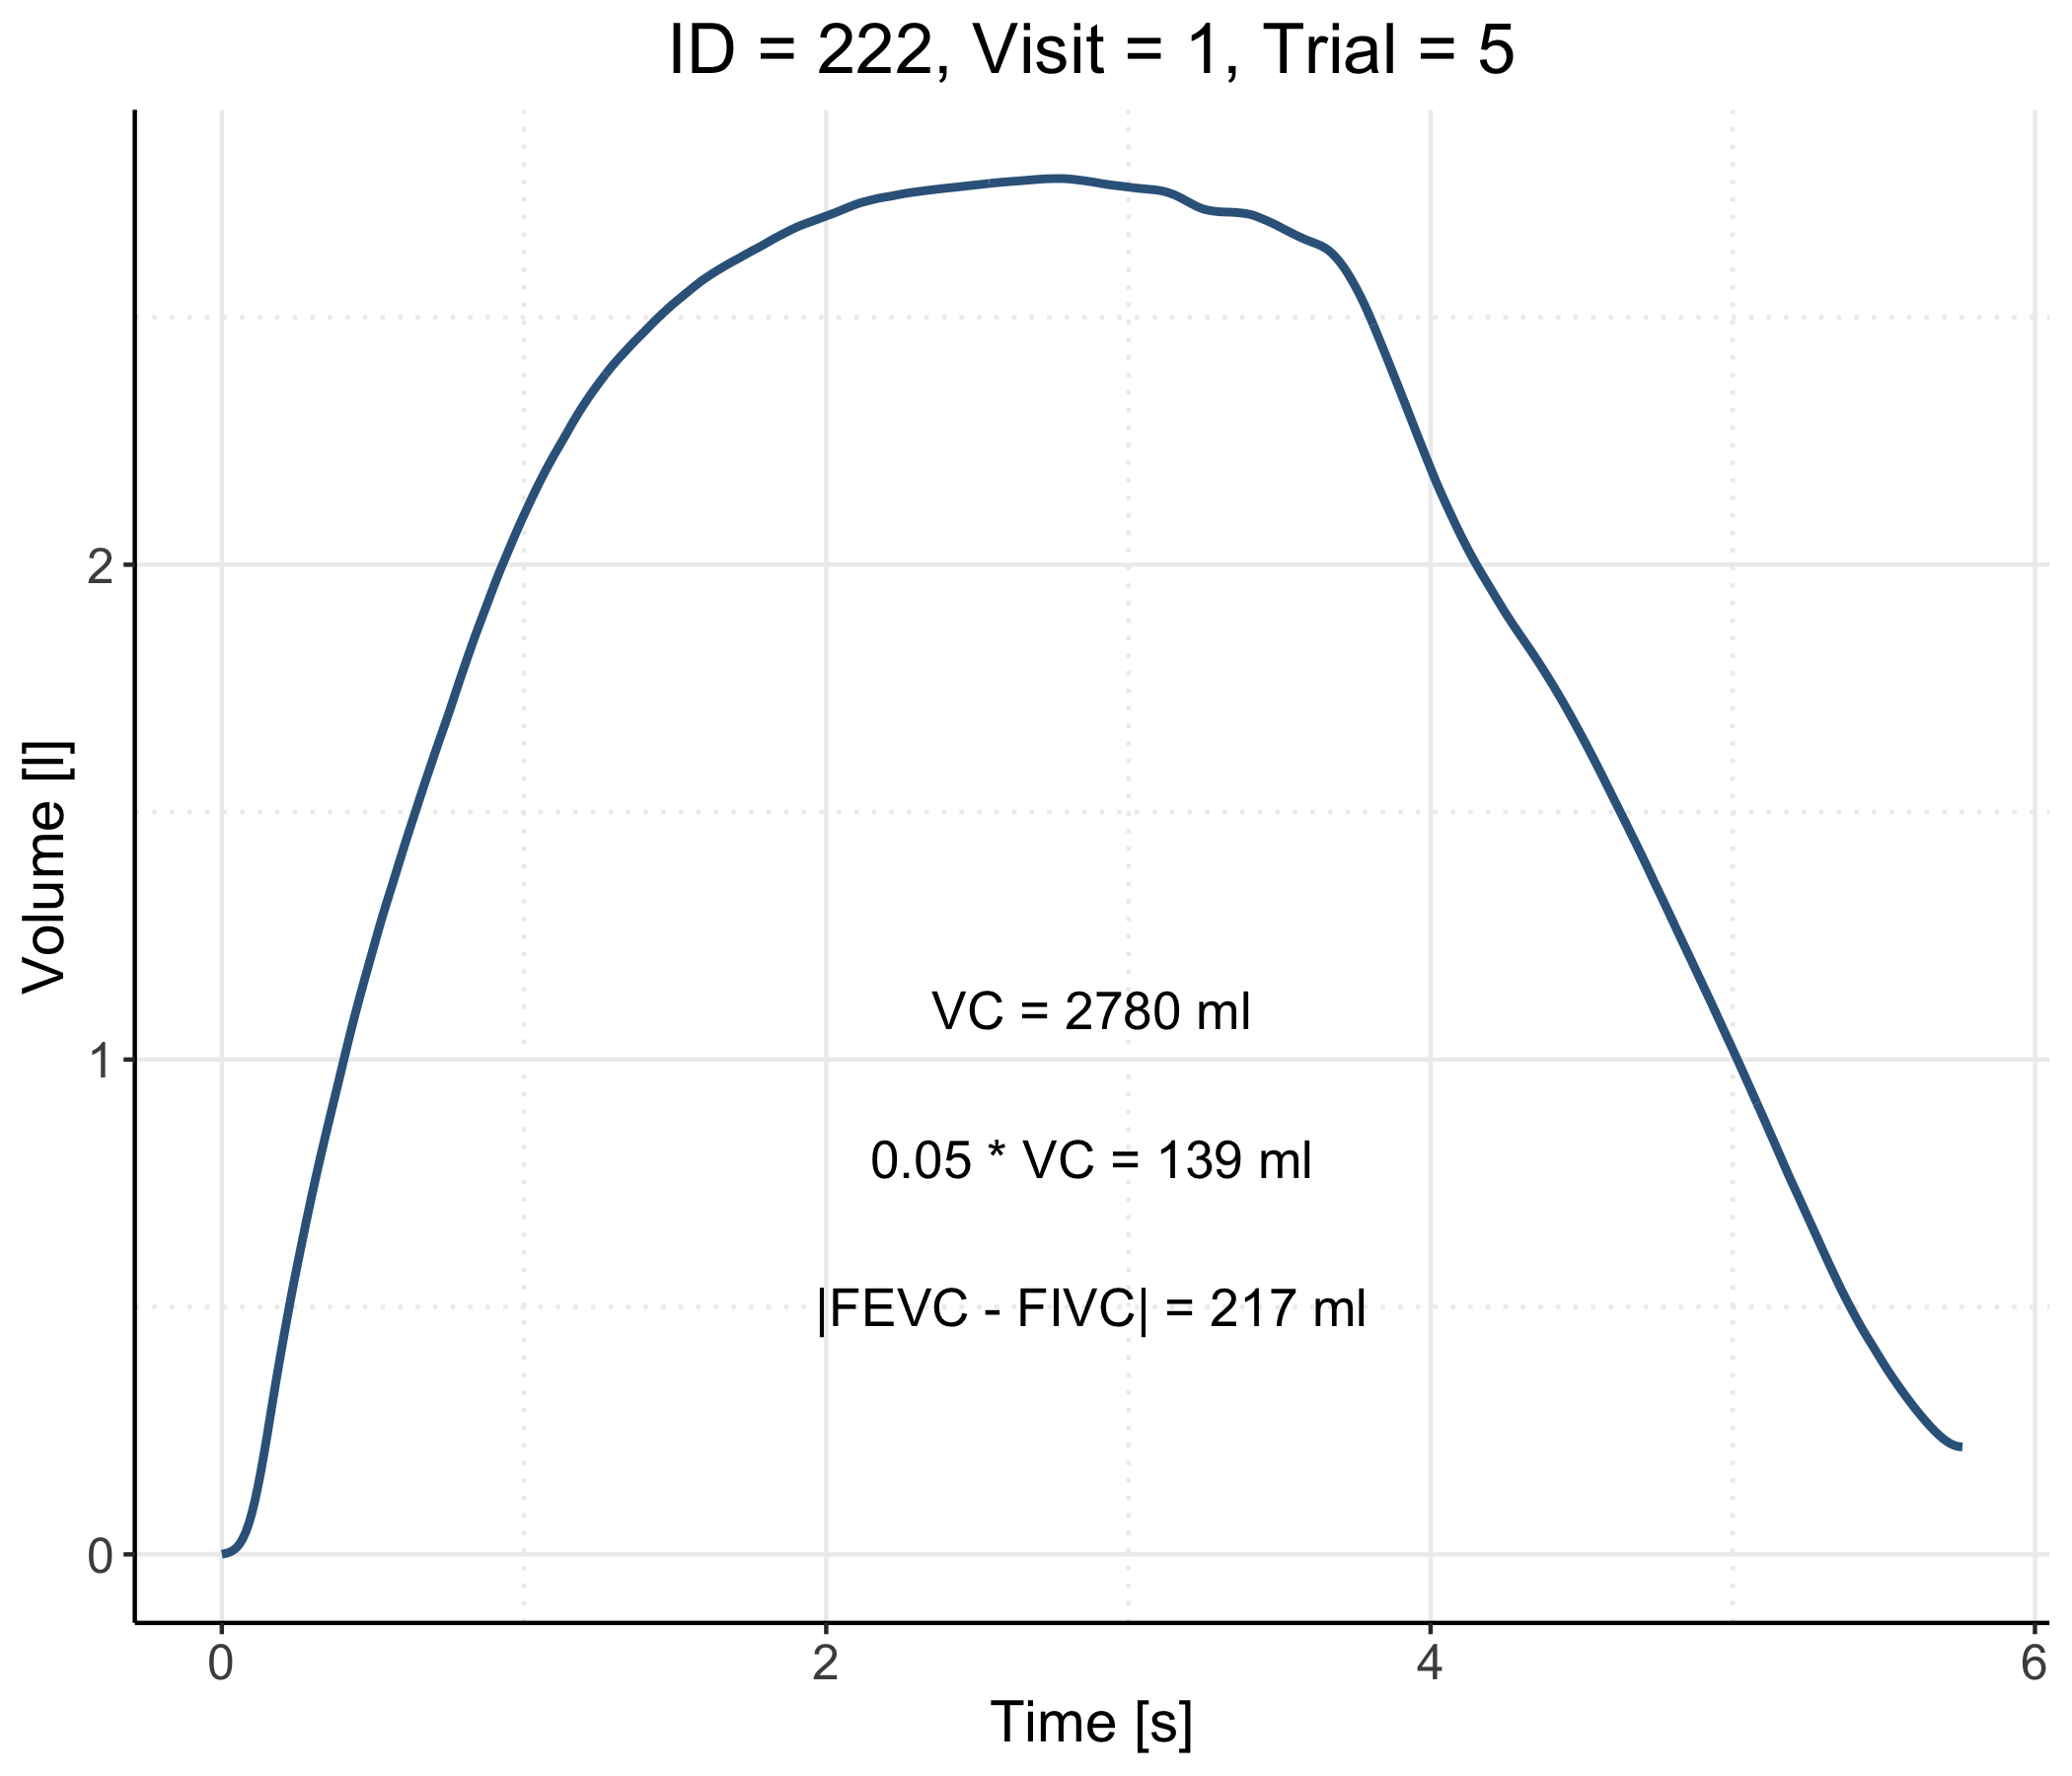 ID = 222, Visit = 1, Trial = 5
Volume [l]
2
1
0
VC = 2780 ml
0.05 * VC = 139 ml
|FEVC - FIVC| = 217 ml
0 2 4 6
Time [s]